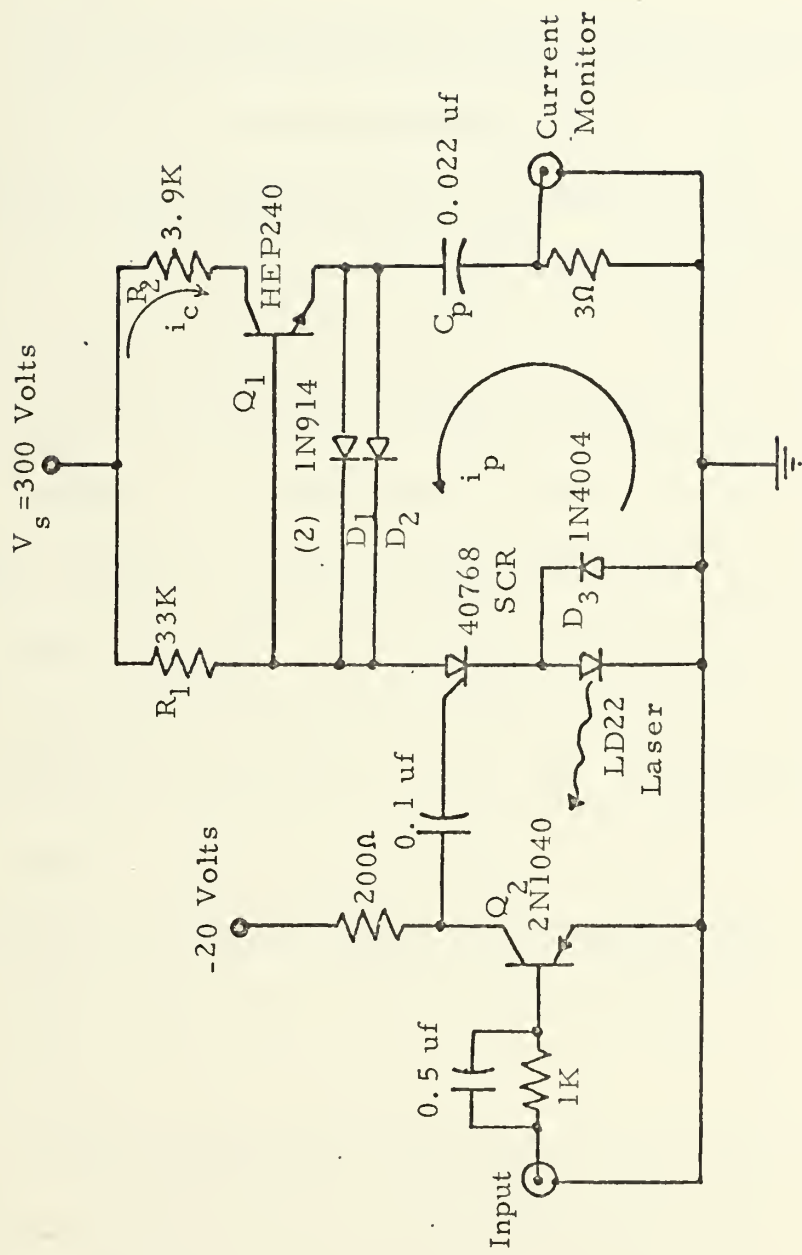 V_s =300 Volts
R_1 33K
R_2 3.9K
i_c
Q_1
HEP240
(2) 1N914
D_1
D_2
C_p 0.022 uf
-20 Volts
200Ω
0.1 uf
40768
SCR
i_p
Q_2
2N1040
0.5 uf
1K
Input
LD22
Laser
D_3 1N4004
3Ω
Current
Monitor